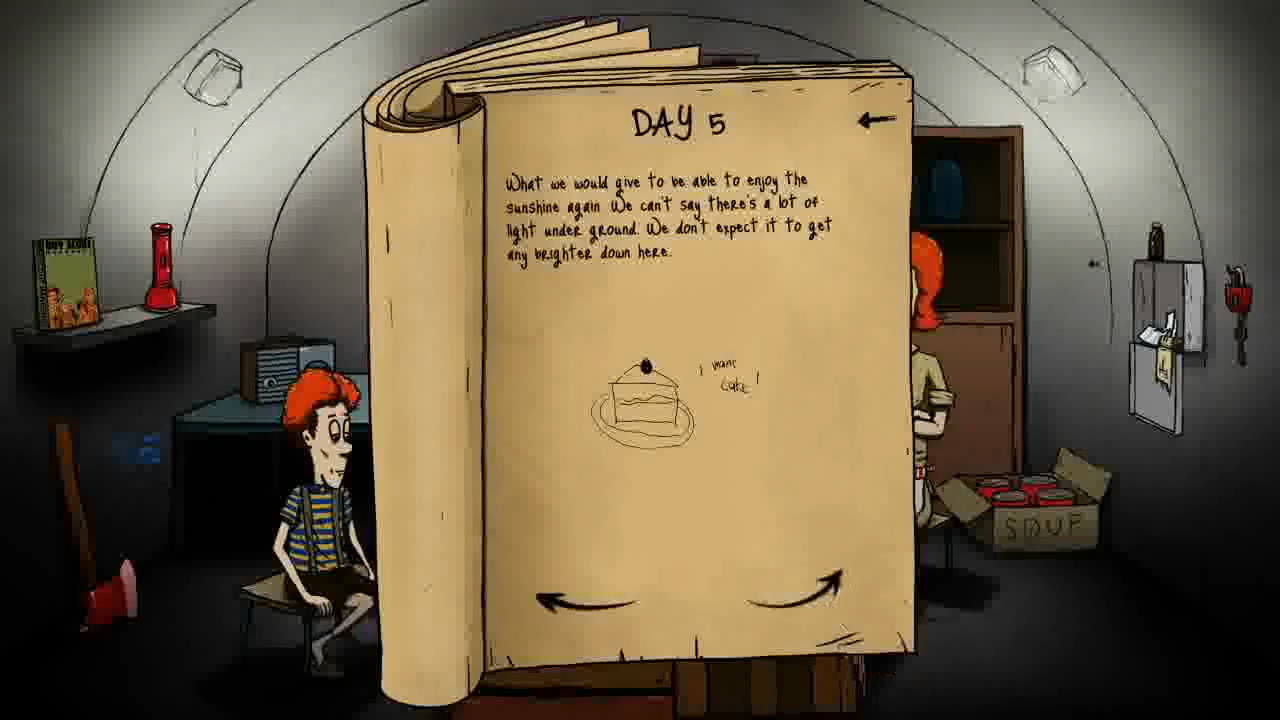 DAY 5
What we would give to be able to enjoy the
sunshine again. We can't say there's a lot of
light under ground. We don't expect it to get
any brighter down here.
I want
cake!
SOUP